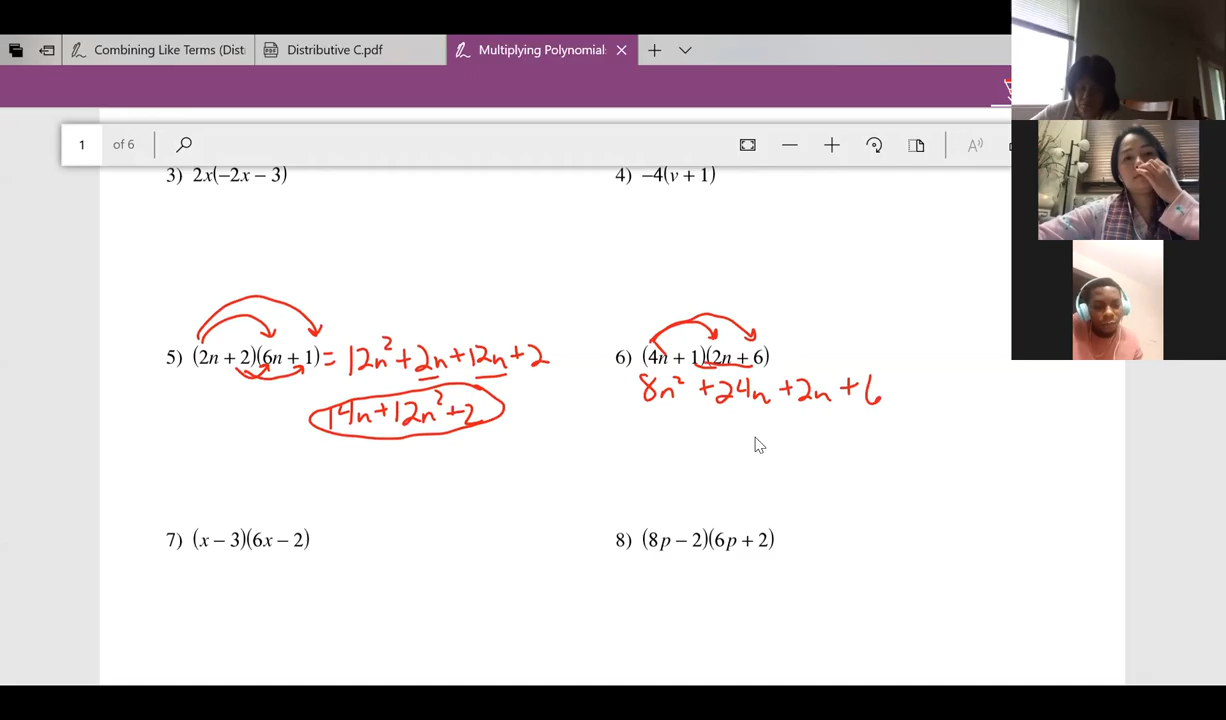 Combining Like Terms (Dist
Distributive C.pdf
Multiplying Polynomial
1 of 6
3) 2x(−2x − 3)
4) −4(v + 1)
5) (2n + 2)(6n + 1) = 12n² + 2n + 12n + 2
14n + 12n² + 2
6) (4n + 1)(2n + 6)
8n² + 24n + 2n + 6
7) (x − 3)(6x − 2)
8) (8p − 2)(6p + 2)